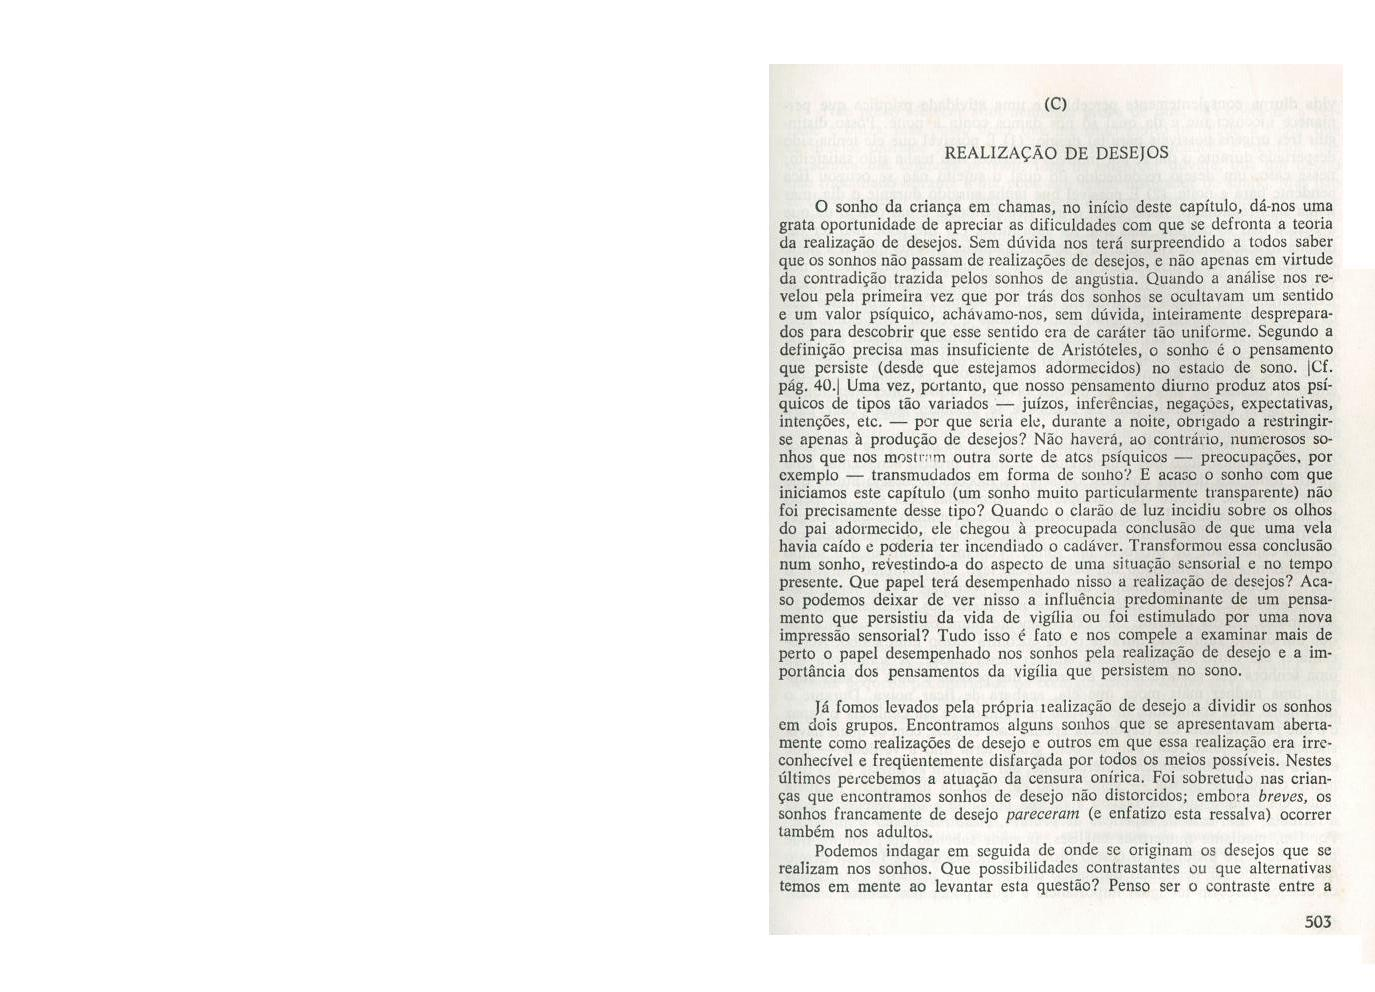 (C)
REALIZAÇÃO DE DESEJOS
O sonho da criança em chamas, no início deste capítulo, dá-nos uma
grata oportunidade de apreciar as dificuldades com que se defronta a teoria
da realização de desejos. Sem dúvida nos terá surpreendido a todos saber
que os sonhos não passam de realizações de desejos, e não apenas em virtude
da contradição trazida pelos sonhos de angústia. Quando a análise nos re-
velou pela primeira vez que por trás dos sonhos se ocultavam um sentido
e um valor psíquico, achávamo-nos, sem dúvida, inteiramente desprepara-
dos para descobrir que esse sentido era de caráter tão uniforme. Segundo a
definição precisa mas insuficiente de Aristóteles, o sonho é o pensamento
que persiste (desde que estejamos adormecidos) no estado de sono. |Cf.
pág. 40.| Uma vez, portanto, que nosso pensamento diurno produz atos psí-
quicos de tipos tão variados — juízos, inferências, negações, expectativas,
intenções, etc. — por que seria ele, durante a noite, obrigado a restringir-
se apenas à produção de desejos? Não haverá, ao contrário, numerosos so-
nhos que nos mostram outra sorte de atos psíquicos — preocupações, por
exemplo — transmudados em forma de sonho? E acaso o sonho com que
iniciamos este capítulo (um sonho muito particularmente transparente) não
foi precisamente desse tipo? Quando o clarão de luz incidiu sobre os olhos
do pai adormecido, ele chegou à preocupada conclusão de que uma vela
havia caído e poderia ter incendiado o cadáver. Transformou essa conclusão
num sonho, revestindo-a do aspecto de uma situação sensorial e no tempo
presente. Que papel terá desempenhado nisso a realização de desejos? Aca-
so podemos deixar de ver nisso a influência predominante de um pensa-
mento que persistiu da vida de vigília ou foi estimulado por uma nova
impressão sensorial? Tudo isso é fato e nos compele a examinar mais de
perto o papel desempenhado nos sonhos pela realização de desejo e a im-
portância dos pensamentos da vigília que persistem no sono.
Já fomos levados pela própria realização de desejo a dividir os sonhos
em dois grupos. Encontramos alguns sonhos que se apresentavam aberta-
mente como realizações de desejo e outros em que essa realização era irre-
conhecível e freqüentemente disfarçada por todos os meios possíveis. Nestes
últimos percebemos a atuação da censura onírica. Foi sobretudo nas crian-
ças que encontramos sonhos de desejo não distorcidos; embora breves, os
sonhos francamente de desejo pareceram (e enfatizo esta ressalva) ocorrer
também nos adultos.
Podemos indagar em seguida de onde se originam os desejos que se
realizam nos sonhos. Que possibilidades contrastantes ou que alternativas
temos em mente ao levantar esta questão? Penso ser o contraste entre a
503